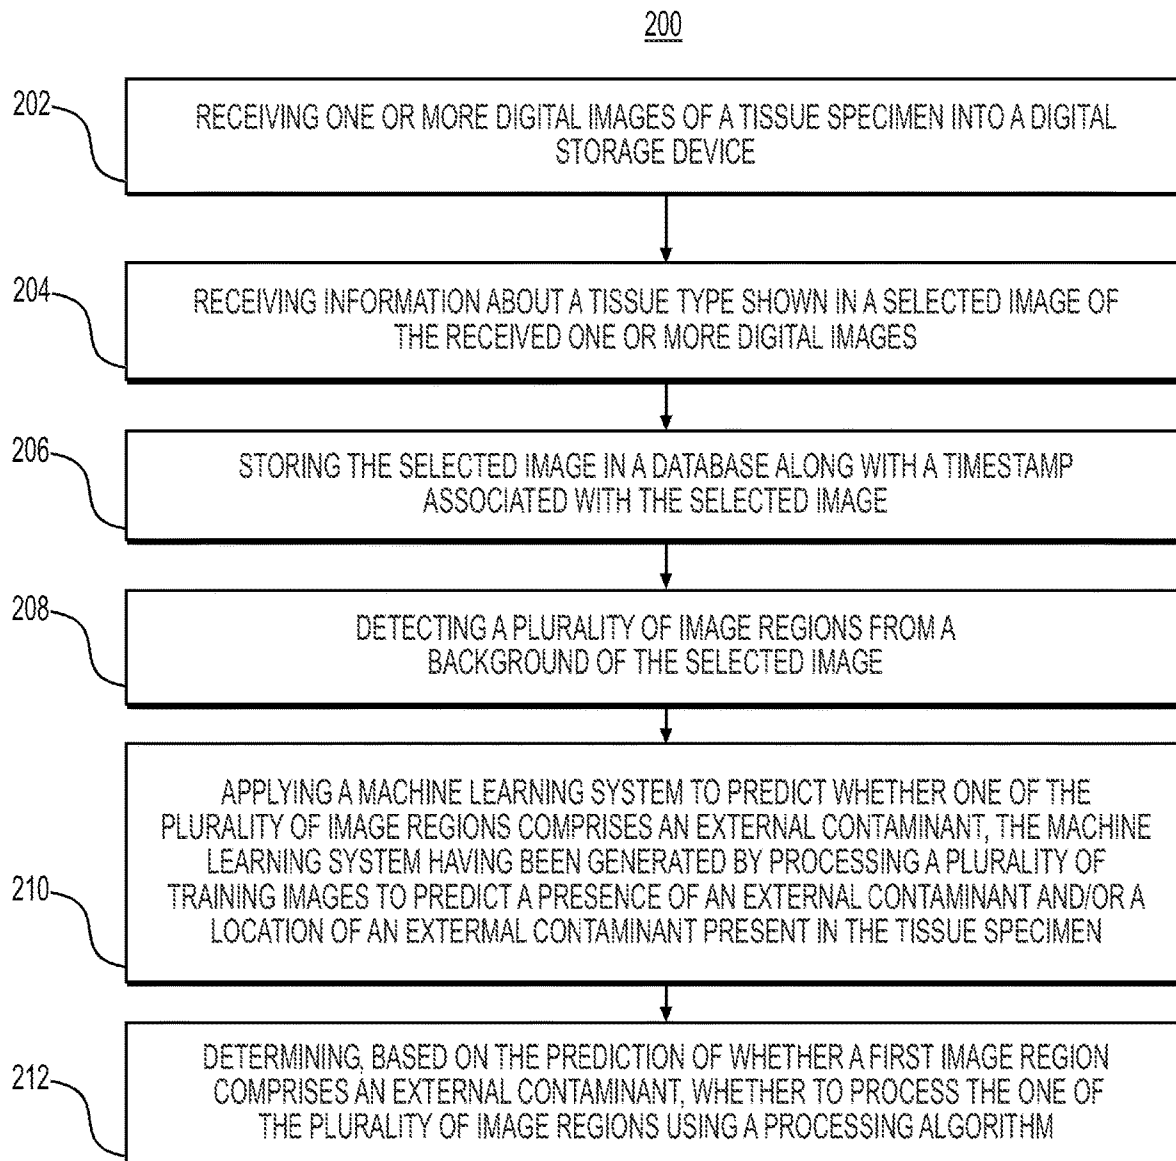 200
202
RECEIVING ONE OR MORE DIGITAL IMAGES OF A TISSUE SPECIMEN INTO A DIGITAL
STORAGE DEVICE
204
RECEIVING INFORMATION ABOUT A TISSUE TYPE SHOWN IN A SELECTED IMAGE OF
THE RECEIVED ONE OR MORE DIGITAL IMAGES
206
STORING THE SELECTED IMAGE IN A DATABASE ALONG WITH A TIMESTAMP
ASSOCIATED WITH THE SELECTED IMAGE
208
DETECTING A PLURALITY OF IMAGE REGIONS FROM A
BACKGROUND OF THE SELECTED IMAGE
210
APPLYING A MACHINE LEARNING SYSTEM TO PREDICT WHETHER ONE OF THE
PLURALITY OF IMAGE REGIONS COMPRISES AN EXTERNAL CONTAMINANT, THE MACHINE
LEARNING SYSTEM HAVING BEEN GENERATED BY PROCESSING A PLURALITY OF
TRAINING IMAGES TO PREDICT A PRESENCE OF AN EXTERNAL CONTAMINANT AND/OR A
LOCATION OF AN EXTERMAL CONTAMINANT PRESENT IN THE TISSUE SPECIMEN
212
DETERMINING, BASED ON THE PREDICTION OF WHETHER A FIRST IMAGE REGION
COMPRISES AN EXTERNAL CONTAMINANT, WHETHER TO PROCESS THE ONE OF
THE PLURALITY OF IMAGE REGIONS USING A PROCESSING ALGORITHM